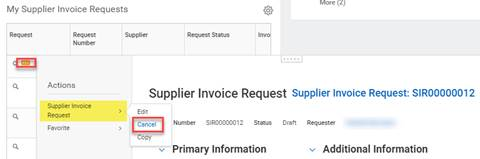 My Supplier Invoice Requests
More (2)
Request
Request Number
Supplier
Request Status
Invo
Actions
Supplier Invoice Request
Favorite
Edit
Cancel
Copy
Supplier Invoice Request Supplier Invoice Request: SIR00000012
Number SIR00000012 Status Draft Requester
Primary Information
Additional Information